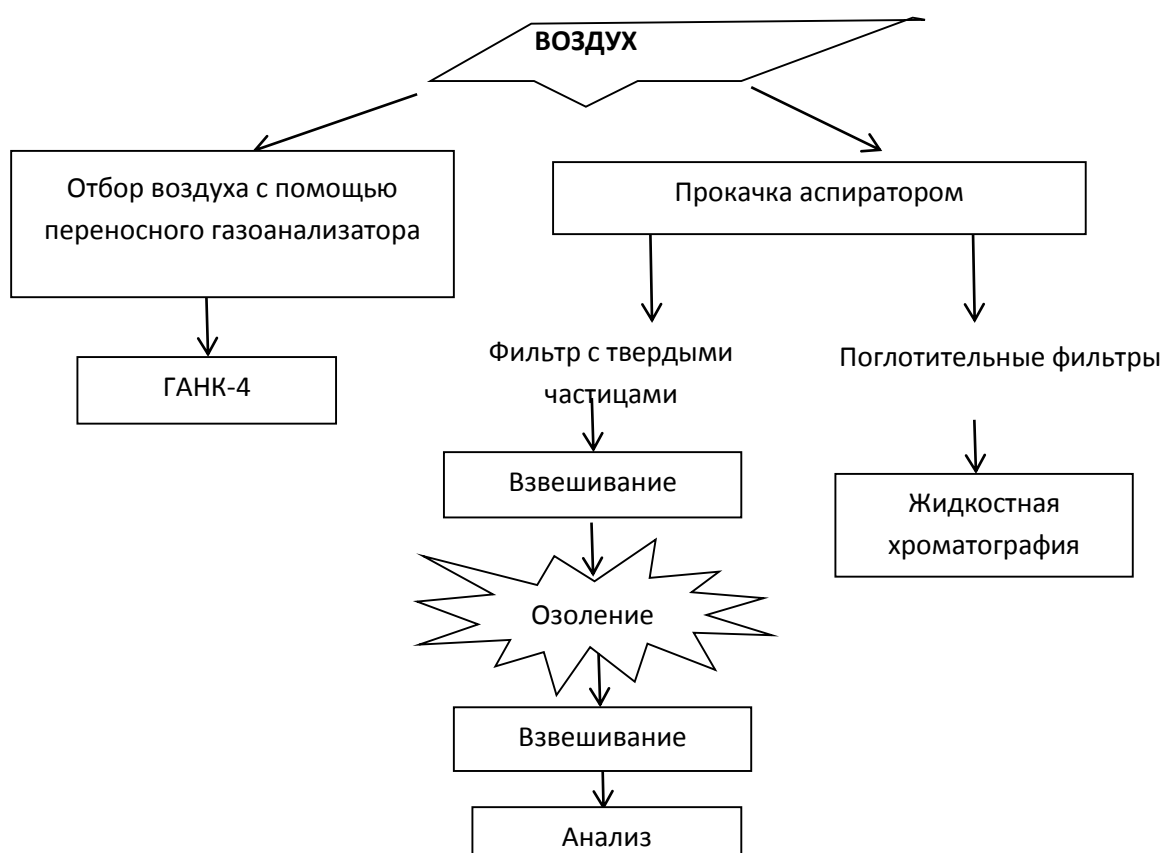 ВОЗДУХ
Отбор воздуха с помощью
переносного газоанализатора
Прокачка аспиратором
ГАНК-4
Фильтр с твердыми
частицами
Поглотительные фильтры
Взвешивание
Жидкостная
хроматография
Озоление
Взвешивание
Анализ